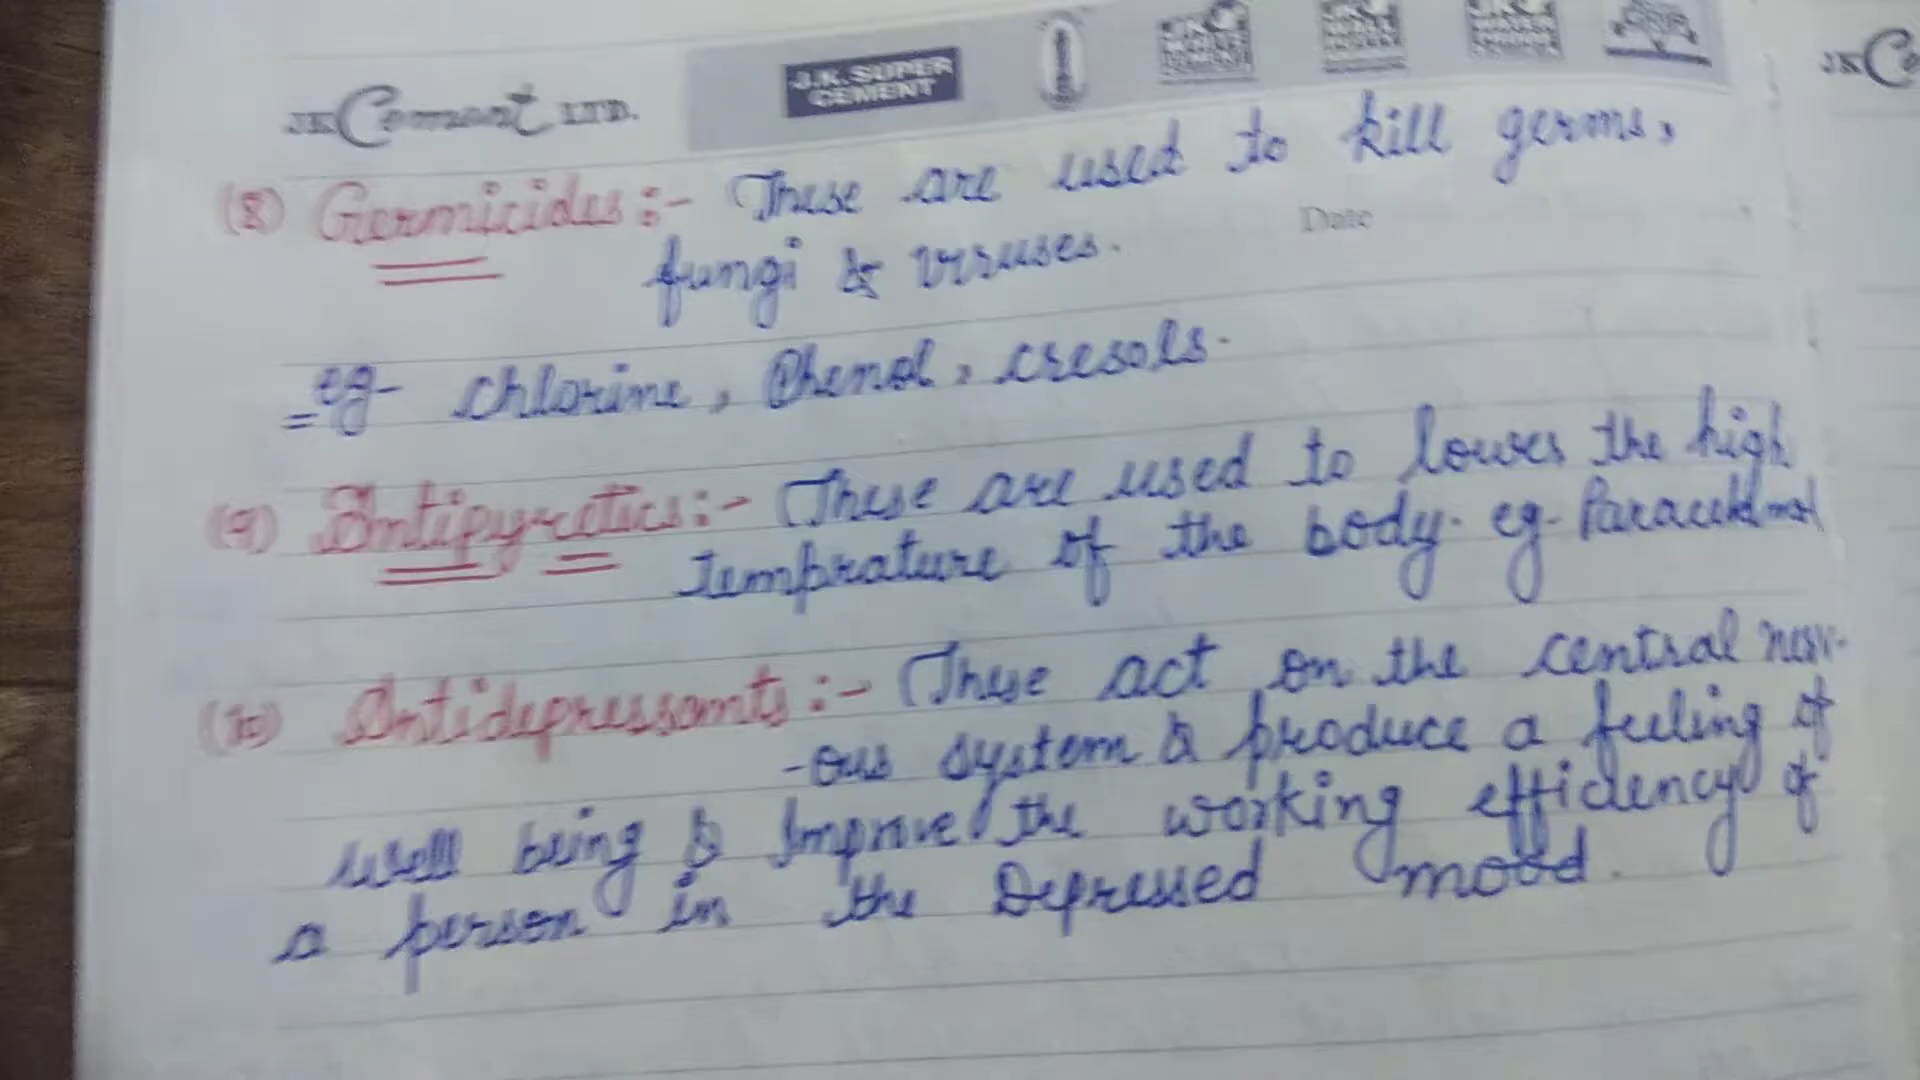 JK Cement LTD.
J.K. SUPER
CEMENT
JK C
(8) Germicides :- These are used to kill germs,
Date
fungi & viruses.
eg- chlorine, Phenol, cresols.
(9) Antipyretics :- These are used to lower the high
temprature of the body. eg- Paracetamol
(10) Antidepressants :- These act on the central nerv-
-ous system & produce a feeling of
well being & Improve the working efficiency of
a person in the Depressed mood.